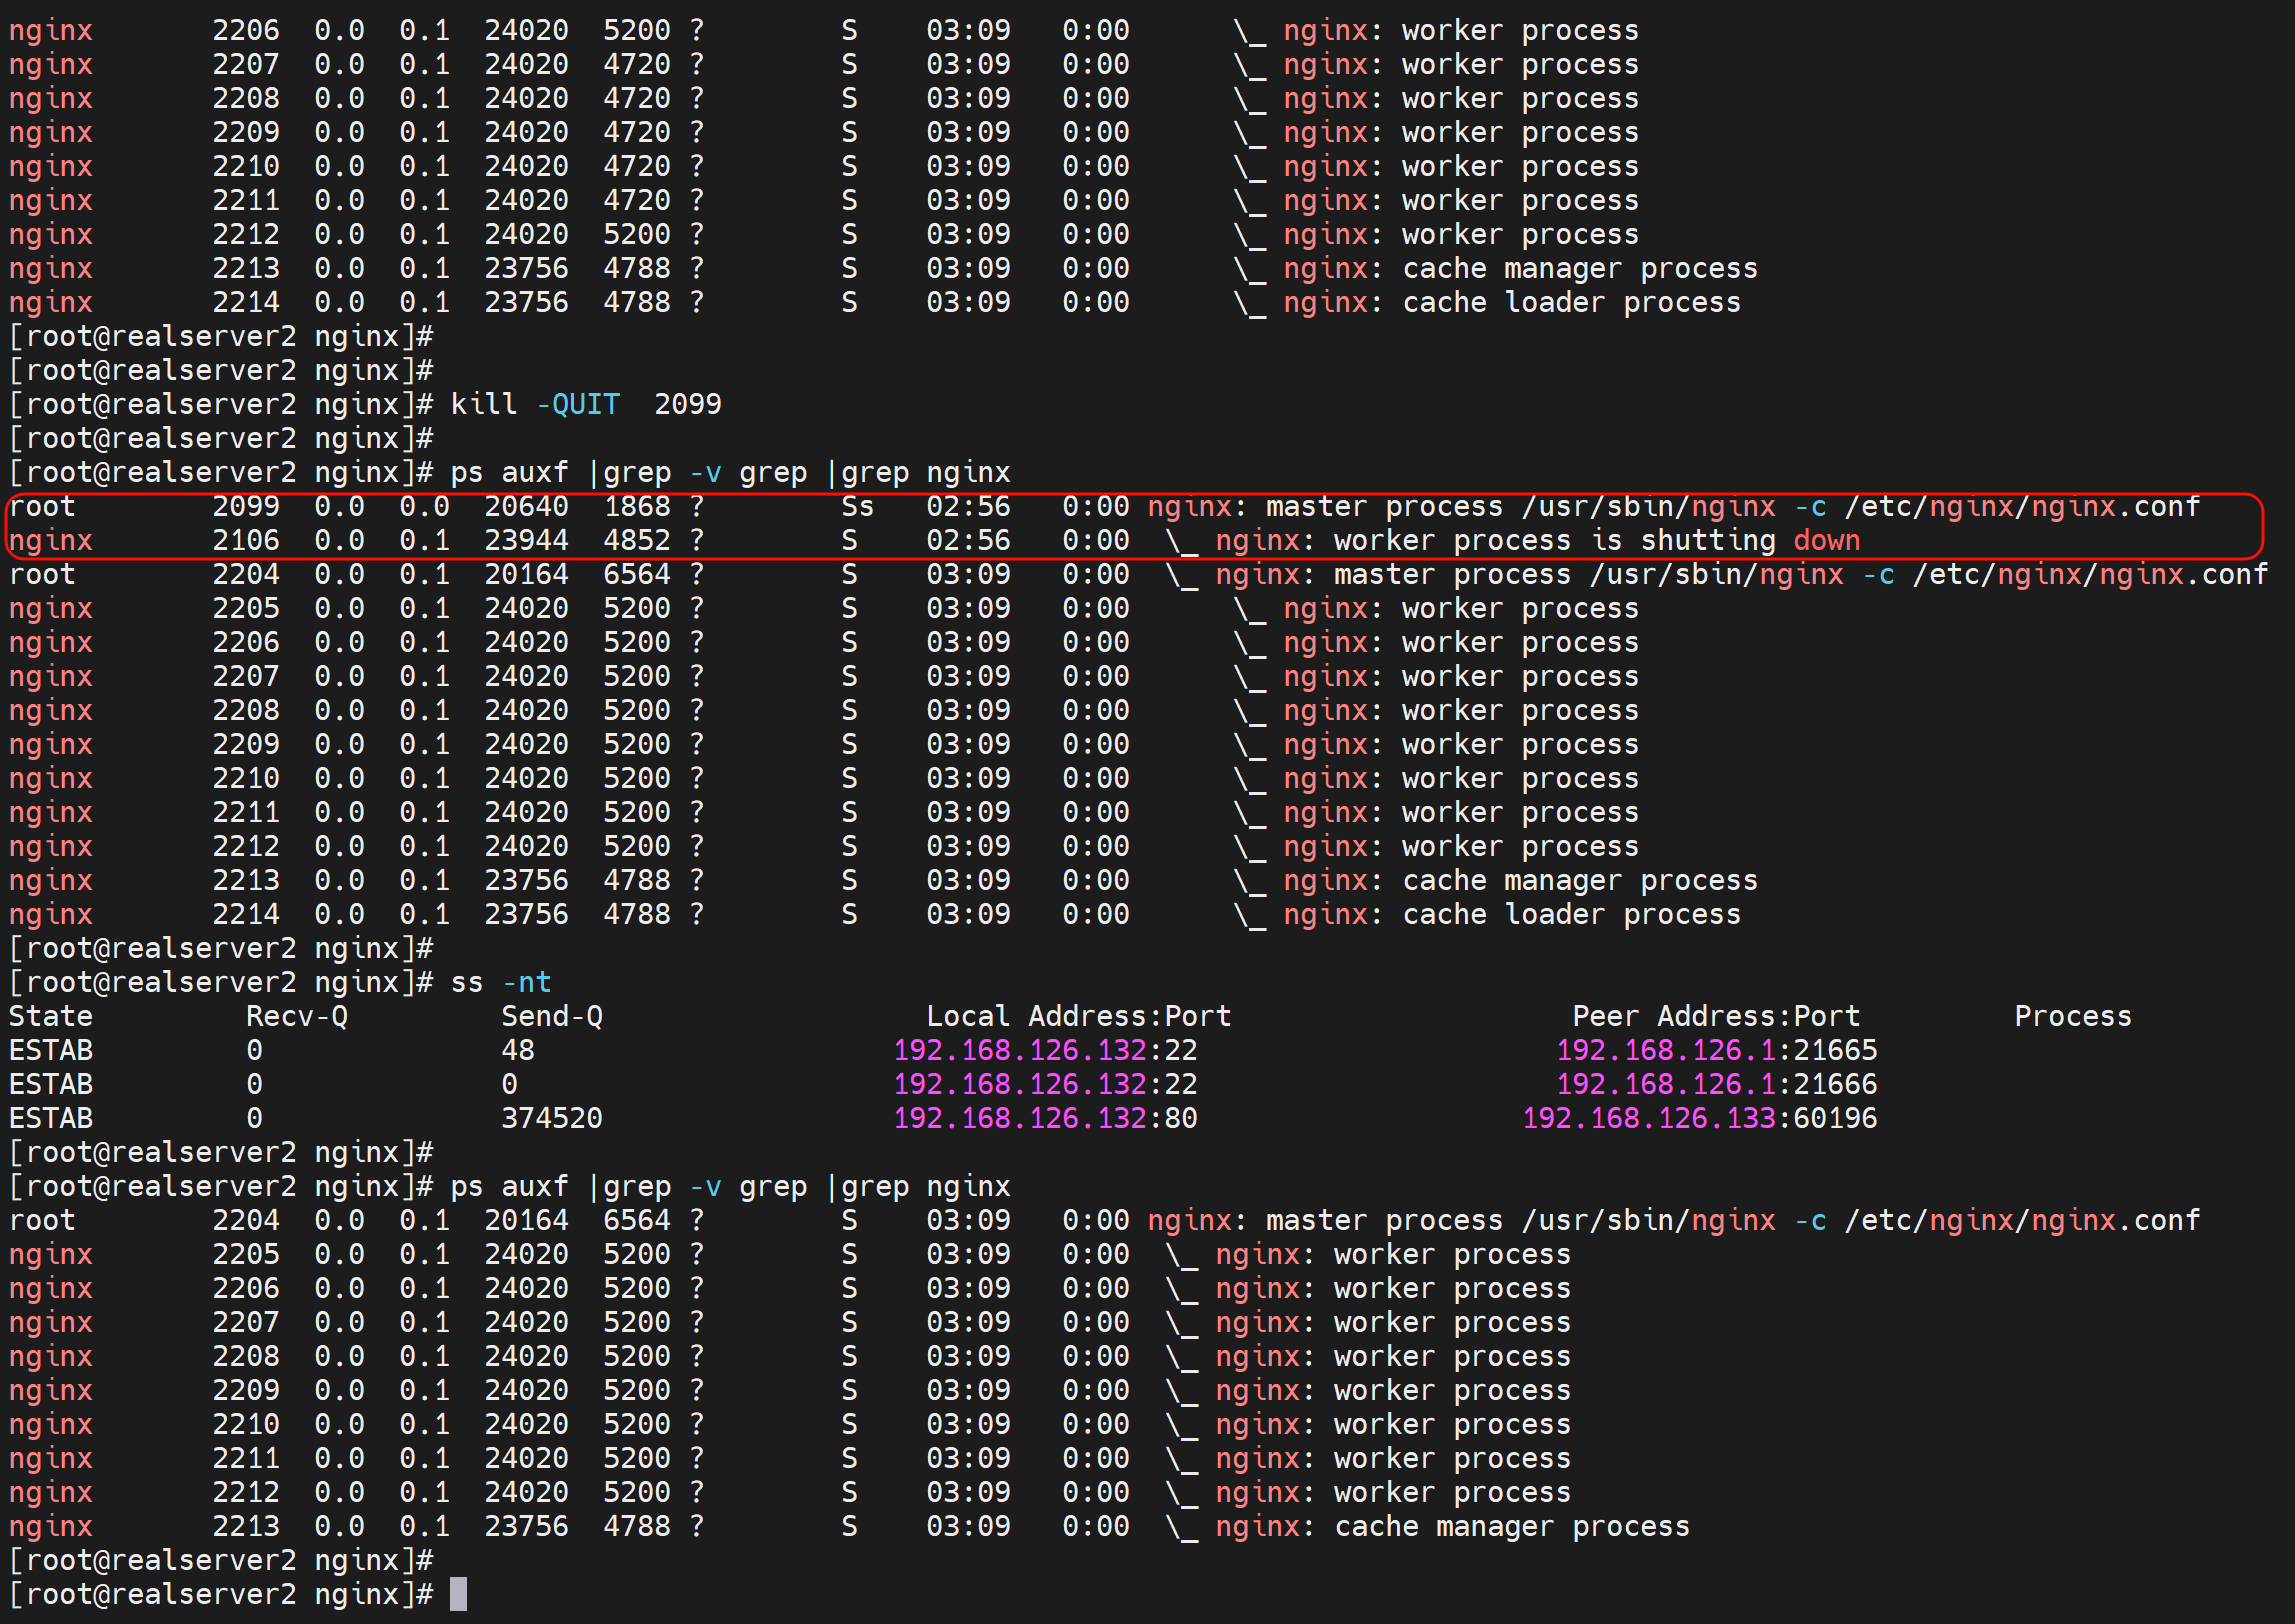 nginx       2206  0.0  0.1  24020  5200 ?        S    03:09   0:00      \_ nginx: worker process
nginx       2207  0.0  0.1  24020  4720 ?        S    03:09   0:00      \_ nginx: worker process
nginx       2208  0.0  0.1  24020  4720 ?        S    03:09   0:00      \_ nginx: worker process
nginx       2209  0.0  0.1  24020  4720 ?        S    03:09   0:00      \_ nginx: worker process
nginx       2210  0.0  0.1  24020  4720 ?        S    03:09   0:00      \_ nginx: worker process
nginx       2211  0.0  0.1  24020  4720 ?        S    03:09   0:00      \_ nginx: worker process
nginx       2212  0.0  0.1  24020  5200 ?        S    03:09   0:00      \_ nginx: worker process
nginx       2213  0.0  0.1  23756  4788 ?        S    03:09   0:00      \_ nginx: cache manager process
nginx       2214  0.0  0.1  23756  4788 ?        S    03:09   0:00      \_ nginx: cache loader process
[root@realserver2 nginx]#
[root@realserver2 nginx]#
[root@realserver2 nginx]# kill -QUIT  2099
[root@realserver2 nginx]#
[root@realserver2 nginx]# ps auxf |grep -v grep |grep nginx
root        2099  0.0  0.0  20640  1868 ?        Ss   02:56   0:00 nginx: master process /usr/sbin/nginx -c /etc/nginx/nginx.conf
nginx       2106  0.0  0.1  23944  4852 ?        S    02:56   0:00  \_ nginx: worker process is shutting down
root        2204  0.0  0.1  20164  6564 ?        S    03:09   0:00  \_ nginx: master process /usr/sbin/nginx -c /etc/nginx/nginx.conf
nginx       2205  0.0  0.1  24020  5200 ?        S    03:09   0:00      \_ nginx: worker process
nginx       2206  0.0  0.1  24020  5200 ?        S    03:09   0:00      \_ nginx: worker process
nginx       2207  0.0  0.1  24020  5200 ?        S    03:09   0:00      \_ nginx: worker process
nginx       2208  0.0  0.1  24020  5200 ?        S    03:09   0:00      \_ nginx: worker process
nginx       2209  0.0  0.1  24020  5200 ?        S    03:09   0:00      \_ nginx: worker process
nginx       2210  0.0  0.1  24020  5200 ?        S    03:09   0:00      \_ nginx: worker process
nginx       2211  0.0  0.1  24020  5200 ?        S    03:09   0:00      \_ nginx: worker process
nginx       2212  0.0  0.1  24020  5200 ?        S    03:09   0:00      \_ nginx: worker process
nginx       2213  0.0  0.1  23756  4788 ?        S    03:09   0:00      \_ nginx: cache manager process
nginx       2214  0.0  0.1  23756  4788 ?        S    03:09   0:00      \_ nginx: cache loader process
[root@realserver2 nginx]#
[root@realserver2 nginx]# ss -nt
State         Recv-Q         Send-Q                   Local Address:Port                    Peer Address:Port         Process
ESTAB         0              48                     192.168.126.132:22                     192.168.126.1:21665
ESTAB         0              0                      192.168.126.132:22                     192.168.126.1:21666
ESTAB         0              374520                 192.168.126.132:80                   192.168.126.133:60196
[root@realserver2 nginx]#
[root@realserver2 nginx]# ps auxf |grep -v grep |grep nginx
root        2204  0.0  0.1  20164  6564 ?        S    03:09   0:00 nginx: master process /usr/sbin/nginx -c /etc/nginx/nginx.conf
nginx       2205  0.0  0.1  24020  5200 ?        S    03:09   0:00  \_ nginx: worker process
nginx       2206  0.0  0.1  24020  5200 ?        S    03:09   0:00  \_ nginx: worker process
nginx       2207  0.0  0.1  24020  5200 ?        S    03:09   0:00  \_ nginx: worker process
nginx       2208  0.0  0.1  24020  5200 ?        S    03:09   0:00  \_ nginx: worker process
nginx       2209  0.0  0.1  24020  5200 ?        S    03:09   0:00  \_ nginx: worker process
nginx       2210  0.0  0.1  24020  5200 ?        S    03:09   0:00  \_ nginx: worker process
nginx       2211  0.0  0.1  24020  5200 ?        S    03:09   0:00  \_ nginx: worker process
nginx       2212  0.0  0.1  24020  5200 ?        S    03:09   0:00  \_ nginx: worker process
nginx       2213  0.0  0.1  23756  4788 ?        S    03:09   0:00  \_ nginx: cache manager process
[root@realserver2 nginx]#
[root@realserver2 nginx]#